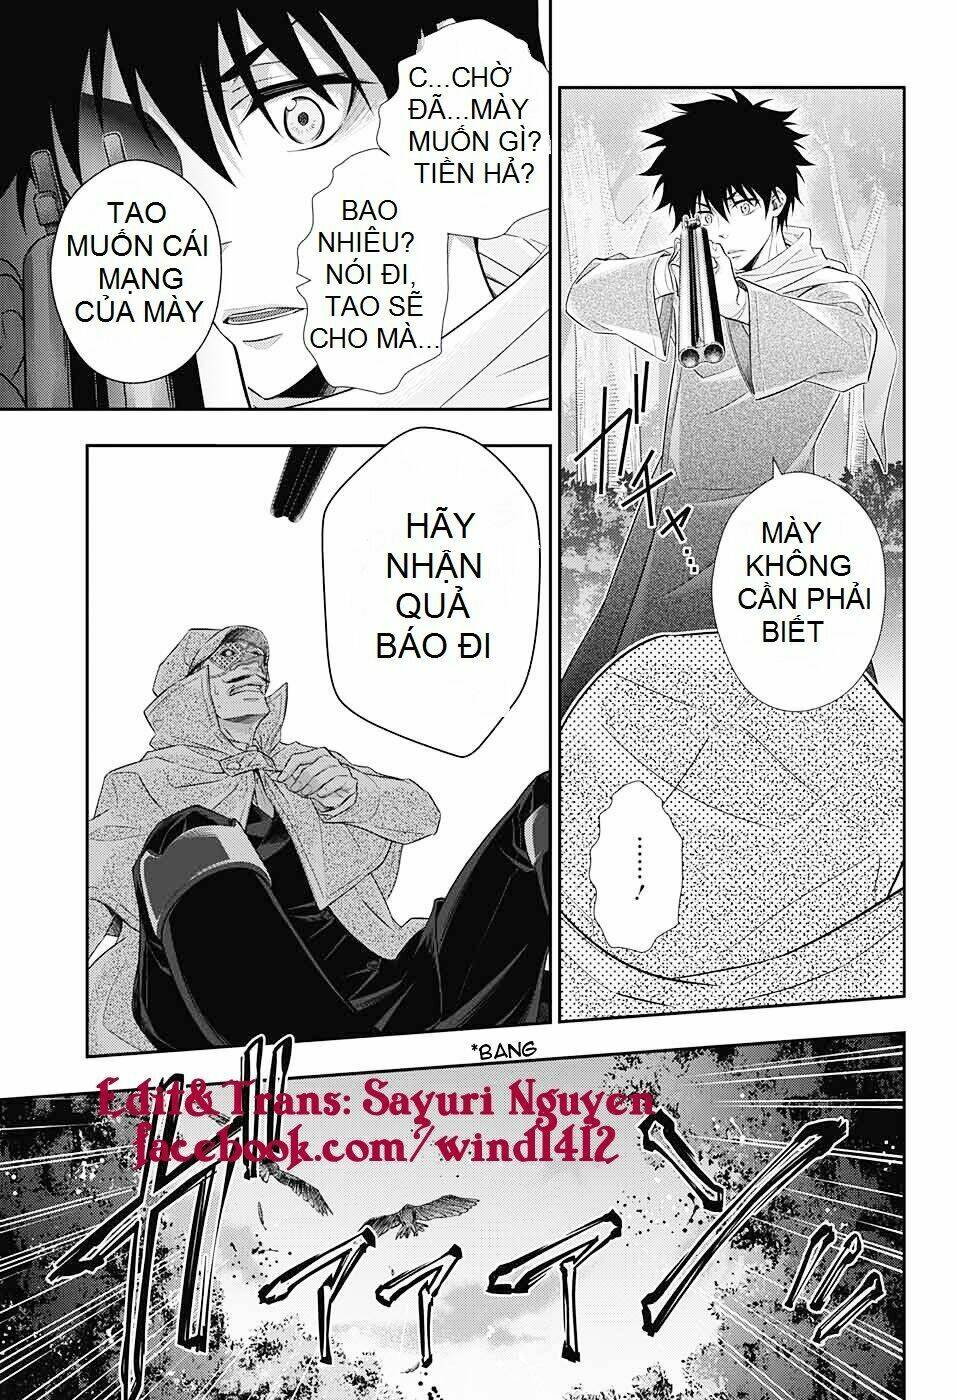 MÀY
KHÔNG
CẦN PHẢI
BIẾT
.......!
C...CHỜ
ĐÃ...MÀY
MUỐN GÌ?
TIỀN HẢ?
BAO
NHIÊU?
NÓI ĐI,
TAO SẼ
CHO MÀ...
TAO
MUỐN CÁI
MẠNG
CỦA MÀY
HÃY
NHẬN
QUẢ
BÁO ĐI
*BANG
Edit&Trans: Sayuri Nguyen
facebook.com/wind1412